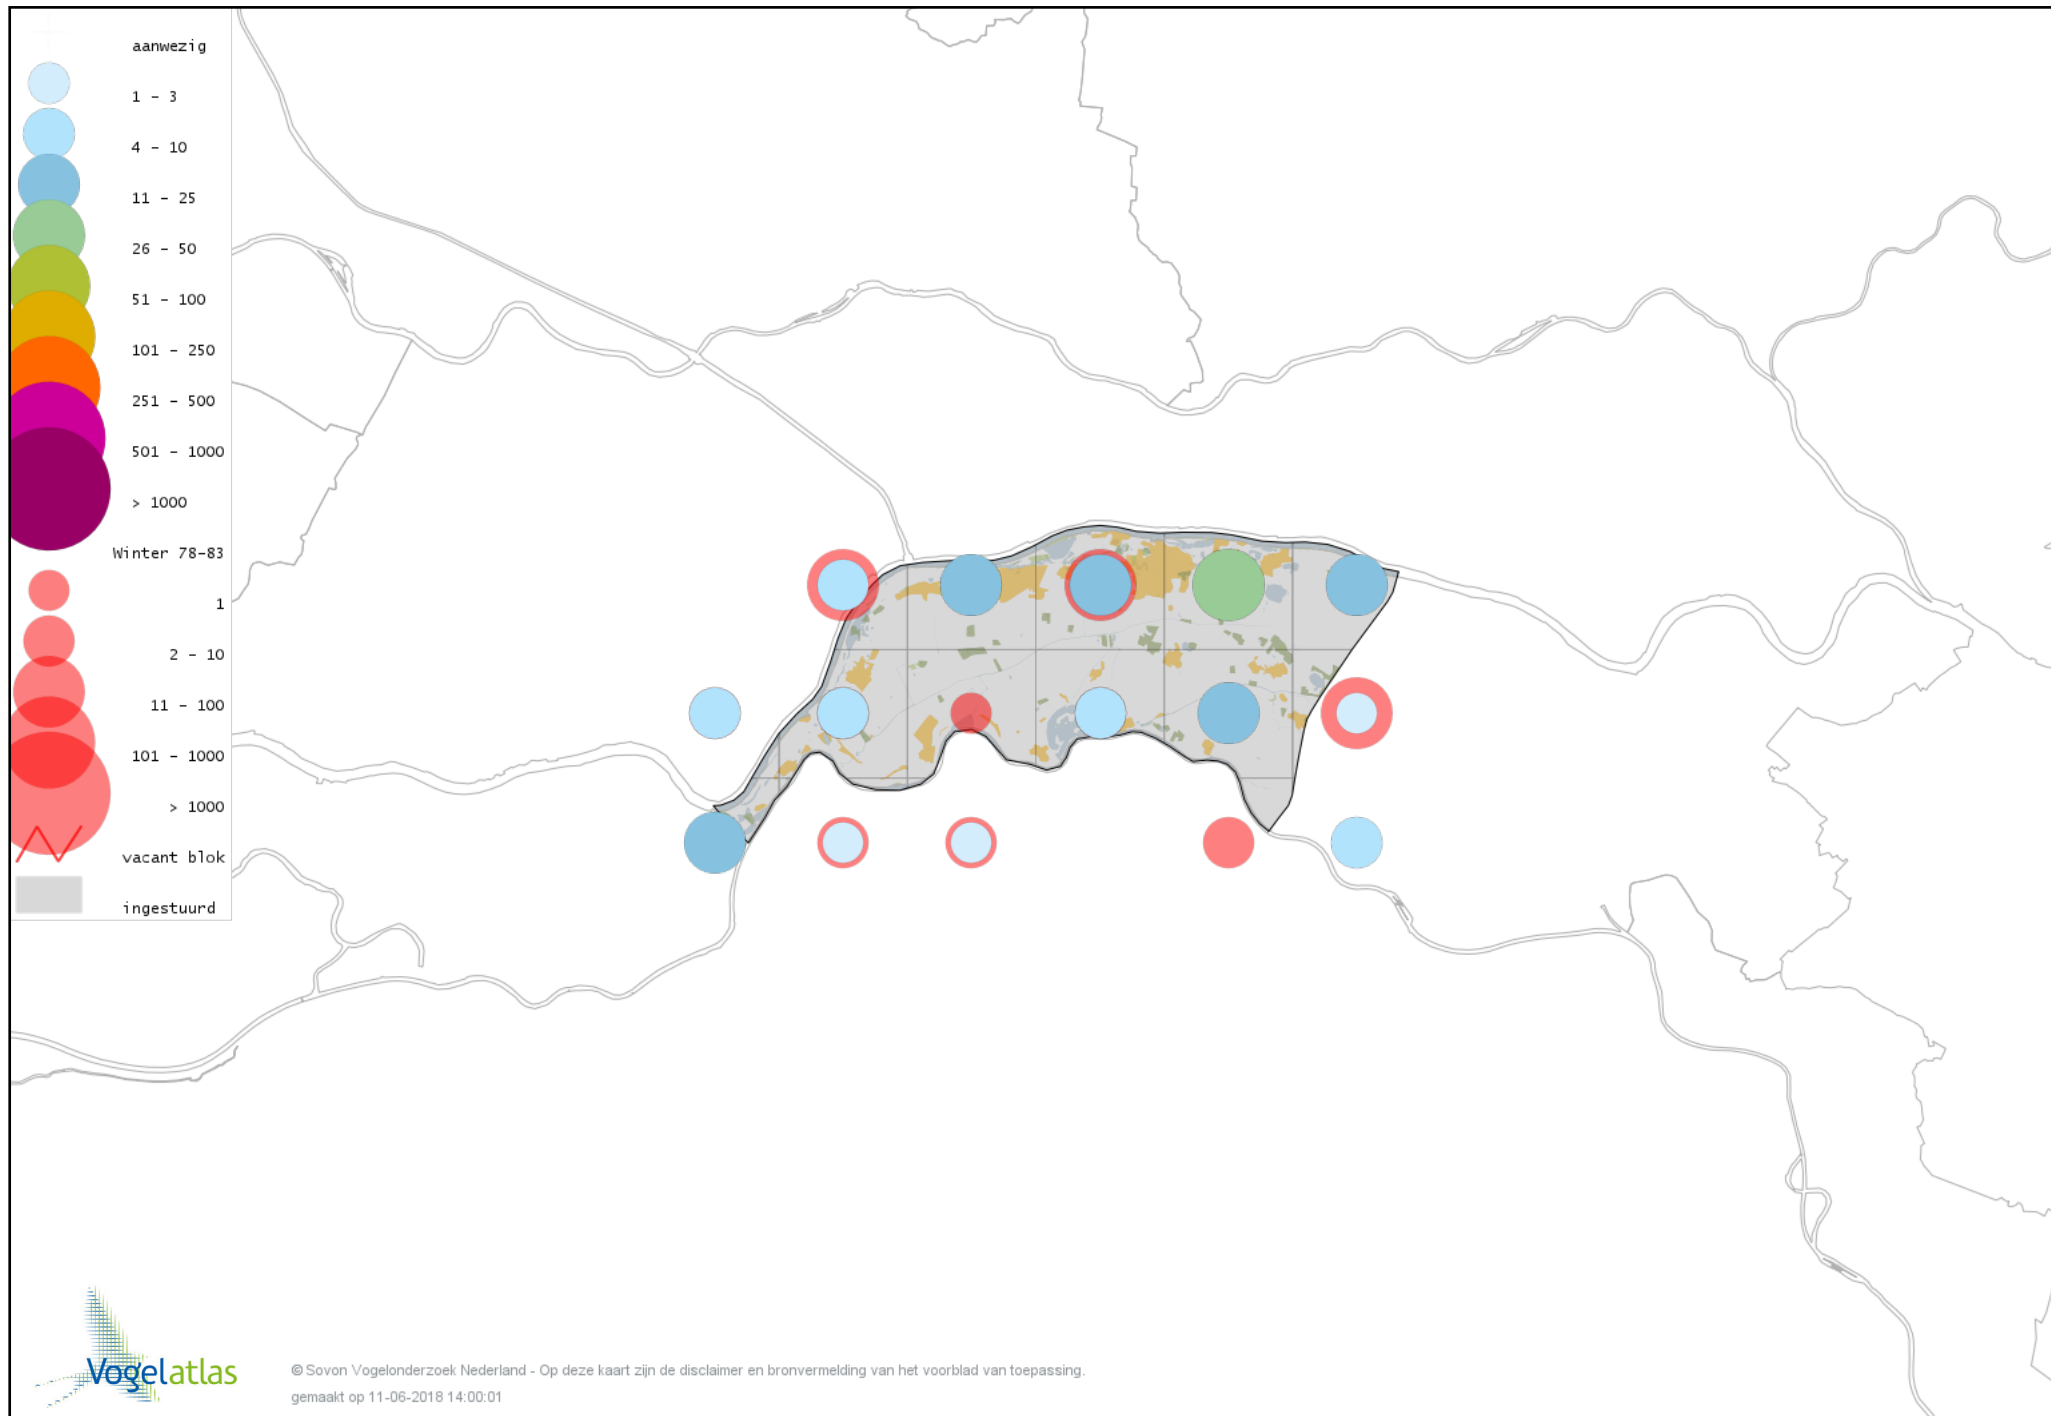 aanwezig
1 - 3
4 - 10
11 - 25
26 - 50
51 - 100
101 - 250
251 - 500
501 - 1000
> 1000
Winter 78-83
1
2 - 10
11 - 100
101 - 1000
> 1000
vacant blok
ingestuurd
Vogelatlas
© Sovon Vogelonderzoek Nederland - Op deze kaart zijn de disclaimer en bronvermelding van het voorblad van toepassing.
gemaakt op 11-06-2018 14:00:01